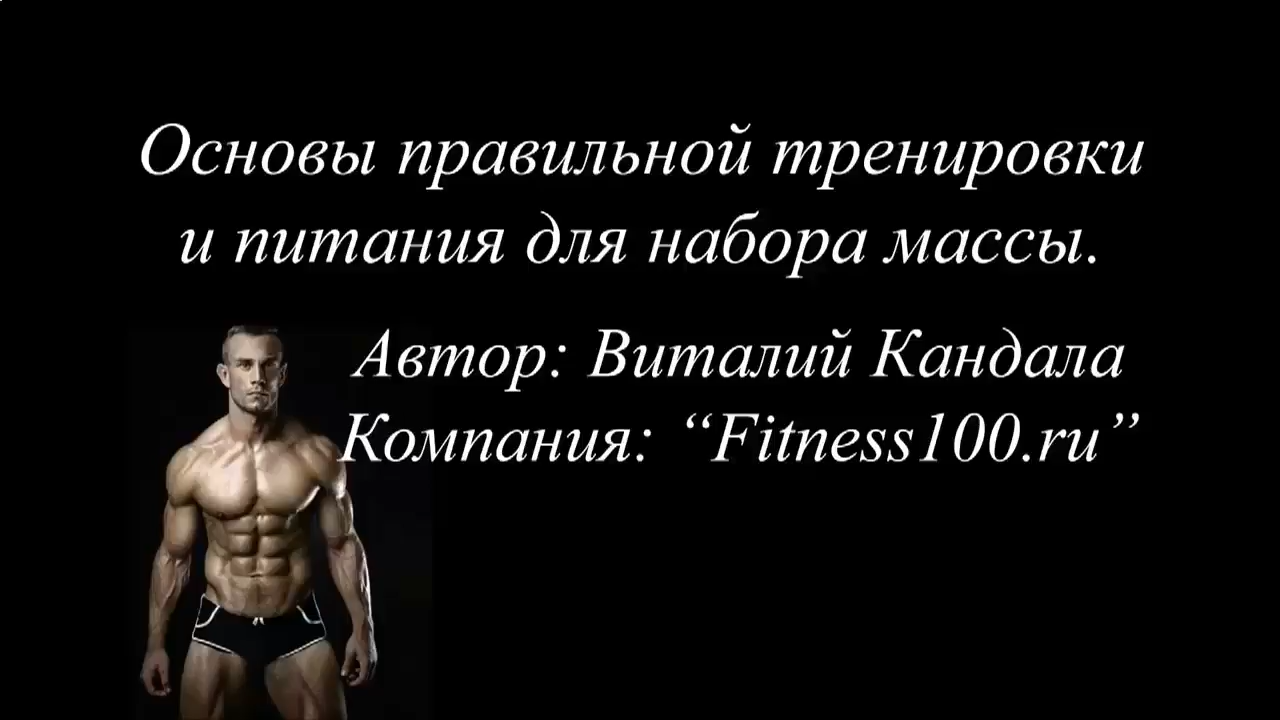 Основы правильной тренировки
и питания для набора массы.
Автор: Виталий Кандала
Компания: “Fitness100.ru”